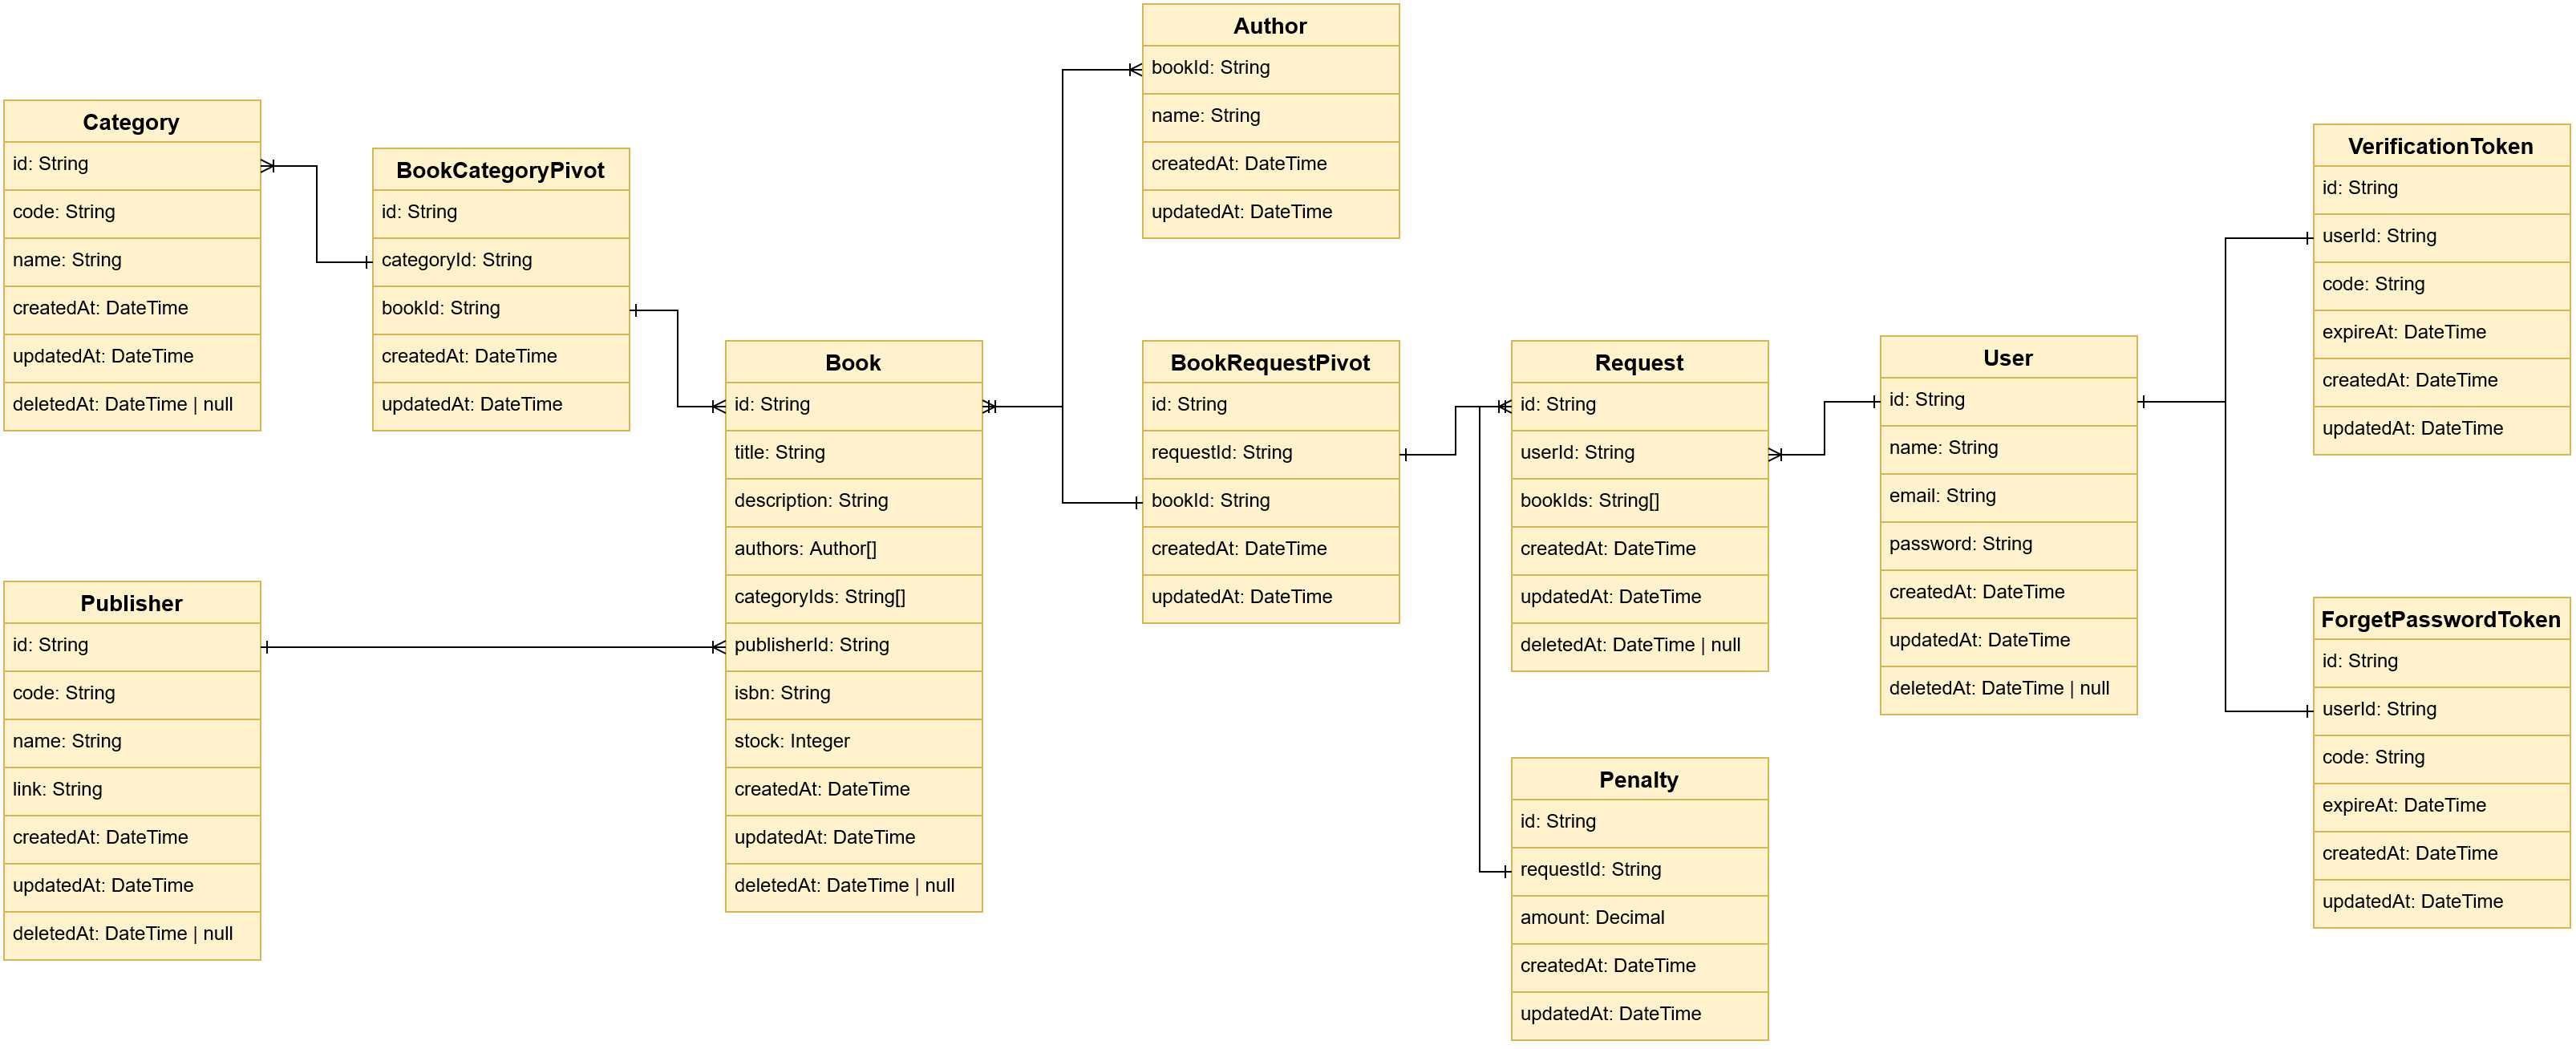 Category
id: String
code: String
name: String
createdAt: DateTime
updatedAt: DateTime
deletedAt: DateTime | null
BookCategoryPivot
id: String
categoryId: String
bookId: String
createdAt: DateTime
updatedAt: DateTime
Publisher
id: String
code: String
name: String
link: String
createdAt: DateTime
updatedAt: DateTime
deletedAt: DateTime | null
Book
id: String
title: String
description: String
authors: Author[]
categoryIds: String[]
publisherId: String
isbn: String
stock: Integer
createdAt: DateTime
updatedAt: DateTime
deletedAt: DateTime | null
Author
bookId: String
name: String
createdAt: DateTime
updatedAt: DateTime
BookRequestPivot
id: String
requestId: String
bookId: String
createdAt: DateTime
updatedAt: DateTime
Request
id: String
userId: String
bookIds: String[]
createdAt: DateTime
updatedAt: DateTime
deletedAt: DateTime | null
Penalty
id: String
requestId: String
amount: Decimal
createdAt: DateTime
updatedAt: DateTime
User
id: String
name: String
email: String
password: String
createdAt: DateTime
updatedAt: DateTime
deletedAt: DateTime | null
VerificationToken
id: String
userId: String
code: String
expireAt: DateTime
createdAt: DateTime
updatedAt: DateTime
ForgetPasswordToken
id: String
userId: String
code: String
expireAt: DateTime
createdAt: DateTime
updatedAt: DateTime